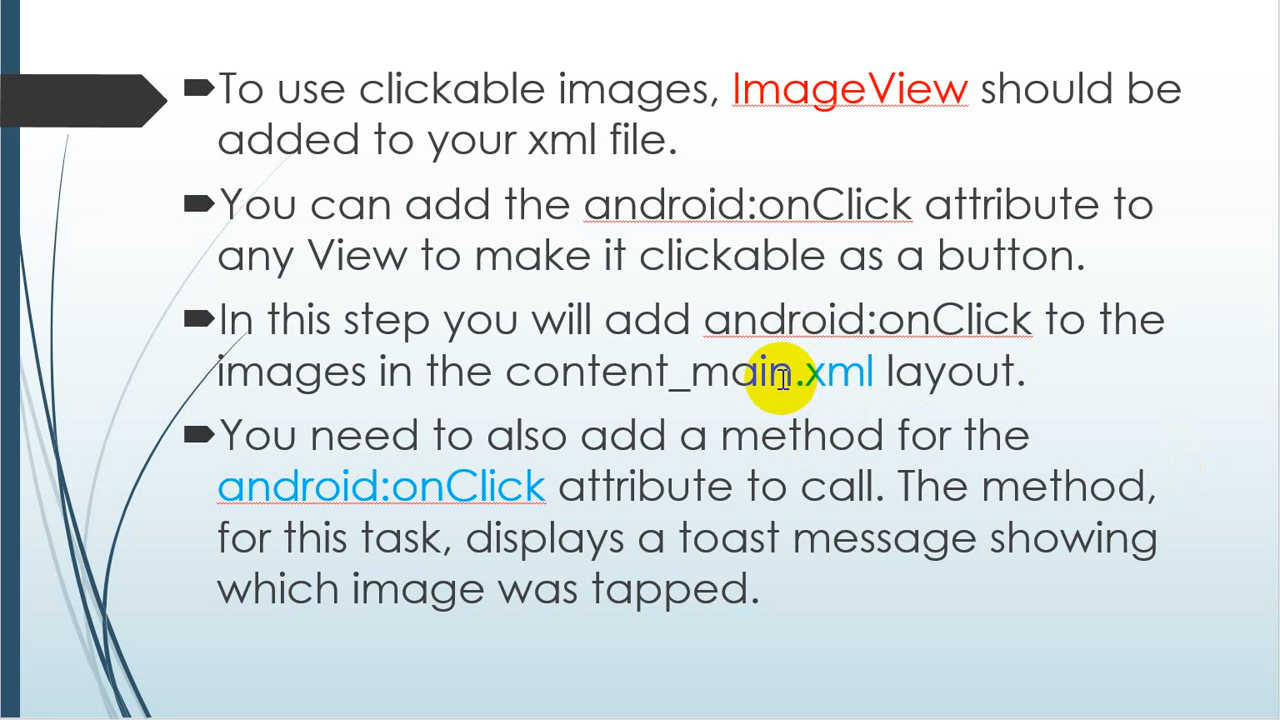 To use clickable images, ImageView should be
added to your xml file.
You can add the android:onClick attribute to
any View to make it clickable as a button.
In this step you will add android:onClick to the
images in the content_main.xml layout.
You need to also add a method for the
android:onClick attribute to call. The method,
for this task, displays a toast message showing
which image was tapped.